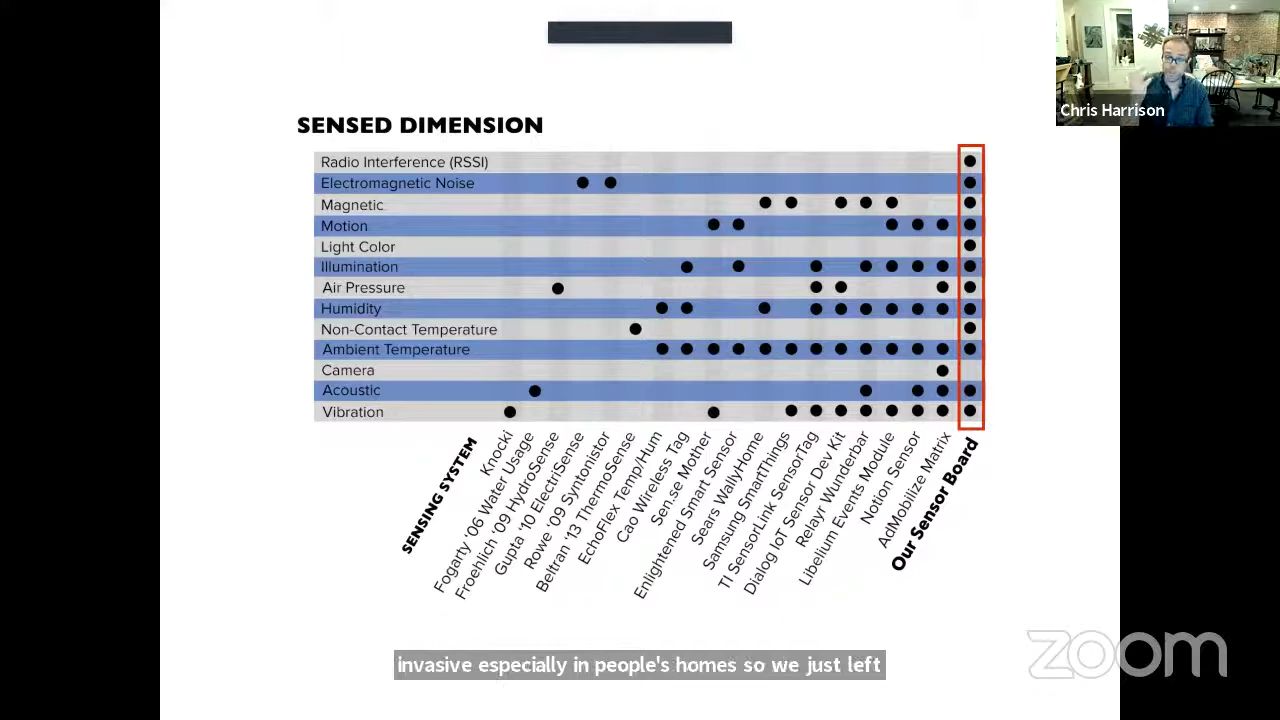 Chris Harrison
SENSED DIMENSION
Radio Interference (RSSI)
Electromagnetic Noise
Magnetic
Motion
Light Color
Illumination
Air Pressure
Humidity
Non-Contact Temperature
Ambient Temperature
Camera
Acoustic
Vibration
SENSING SYSTEM
Knocki
Fogarty '06 Water Usage
Froehlich '09 HydroSense
Gupta '10 ElectriSense
Rowe '09 Syntonistor
Beltran '13 ThermoSense
EchoFlex Temp/Hum
Cao Wireless Tag
Sen.se Mother
Enlightened Smart Sensor
Sears WallyHome
Samsung SmartThings
TI SensorLink SensorTag
Dialog IoT Sensor Dev Kit
Relayr Wunderbar
Libelium Events Module
Notion Sensor
AdMobilize Matrix
Our Sensor Board
invasive especially in people's homes so we just left
zoom